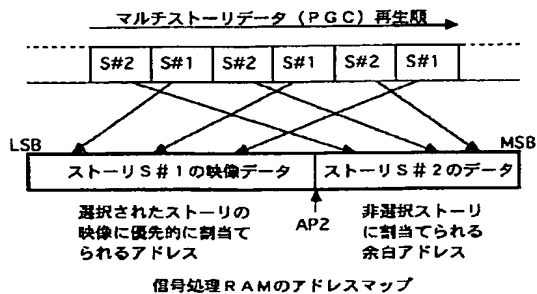 マルチストーリデータ（PGC）再生順
S#2 S#1 S#2 S#1 S#2 S#1
LSB MSB
ストーリS＃1の映像データ ストーリS＃2のデータ
AP2
選択されたストーリの
映像に優先的に割当て
られるアドレス
非選択ストーリ
に割当てられる
余白アドレス
信号処理RAMのアドレスマップ